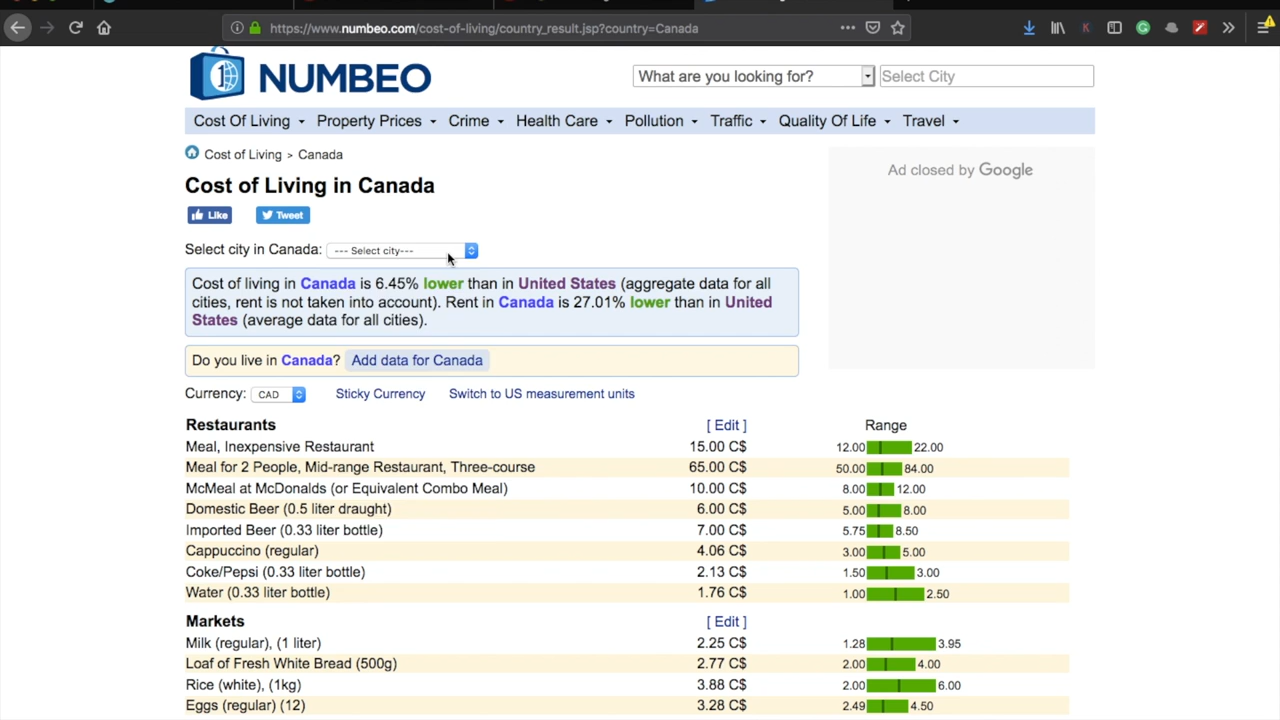 https://www.numbeo.com/cost-of-living/country_result.jsp?country=Canada
NUMBEO
What are you looking for? Select City
Cost Of Living Property Prices Crime Health Care Pollution Traffic Quality Of Life Travel
Cost of Living > Canada
Ad closed by Google
Cost of Living in Canada
Like Tweet
Select city in Canada: --- Select city---
Cost of living in Canada is 6.45% lower than in United States (aggregate data for all
cities, rent is not taken into account). Rent in Canada is 27.01% lower than in United
States (average data for all cities).
Do you live in Canada? Add data for Canada
Currency: CAD Sticky Currency Switch to US measurement units
Restaurants [ Edit ] Range
Meal, Inexpensive Restaurant 15.00 C$ 12.00 22.00
Meal for 2 People, Mid-range Restaurant, Three-course 65.00 C$ 50.00 84.00
McMeal at McDonalds (or Equivalent Combo Meal) 10.00 C$ 8.00 12.00
Domestic Beer (0.5 liter draught) 6.00 C$ 5.00 8.00
Imported Beer (0.33 liter bottle) 7.00 C$ 5.75 8.50
Cappuccino (regular) 4.06 C$ 3.00 5.00
Coke/Pepsi (0.33 liter bottle) 2.13 C$ 1.50 3.00
Water (0.33 liter bottle) 1.76 C$ 1.00 2.50
Markets [ Edit ]
Milk (regular), (1 liter) 2.25 C$ 1.28 3.95
Loaf of Fresh White Bread (500g) 2.77 C$ 2.00 4.00
Rice (white), (1kg) 3.88 C$ 2.00 6.00
Eggs (regular) (12) 3.28 C$ 2.49 4.50